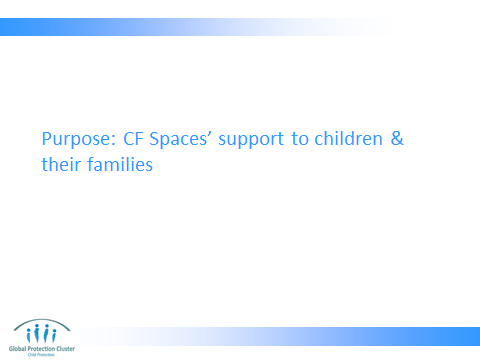 Purpose: CF Spaces’ support to children &
their families
Global Protection Cluster
Child Protection